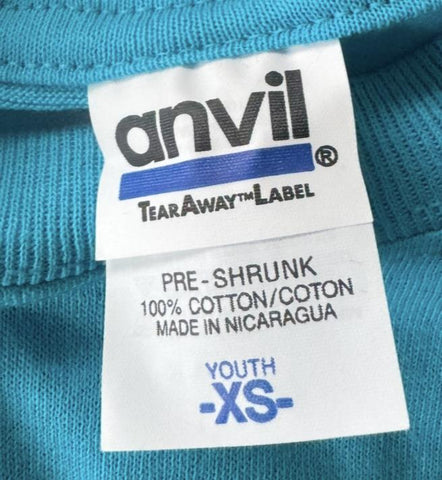 anvil®
TEARAWAY™LABEL
PRE-SHRUNK
100% COTTON/COTON
MADE IN NICARAGUA
YOUTH
-XS-